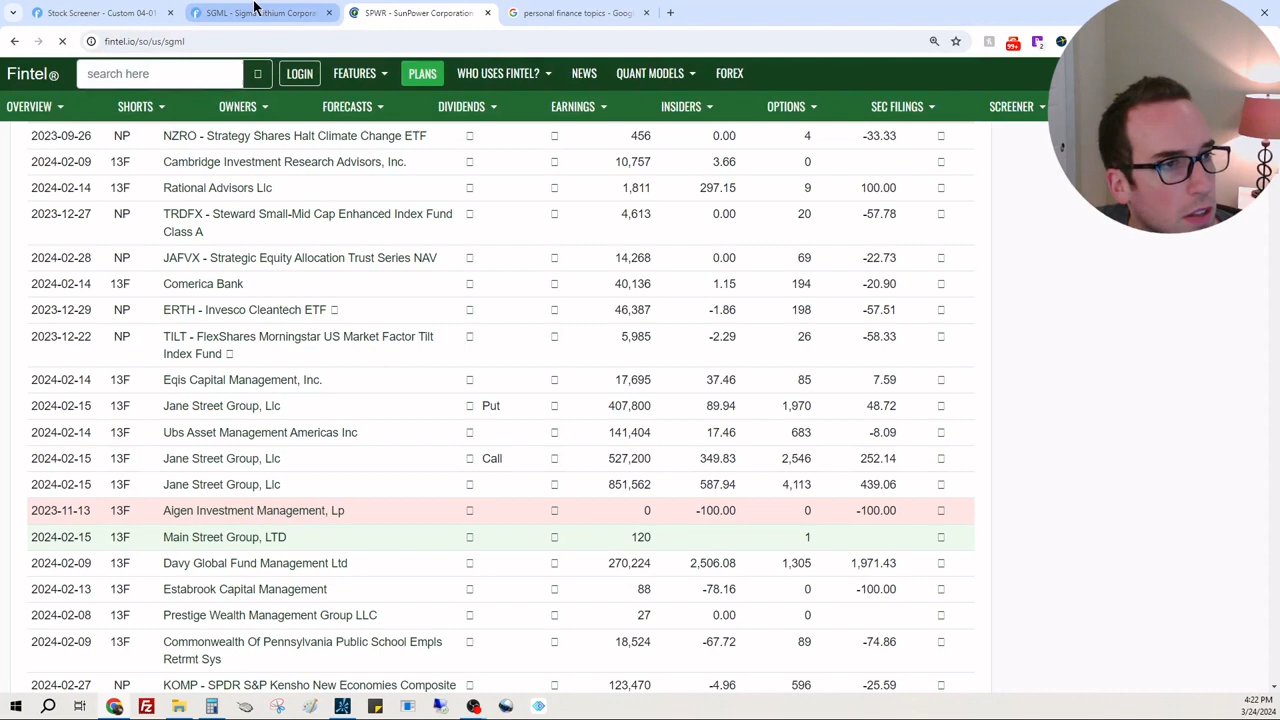 Stock Screener - Custom 04-01
SGML - Sigma Lithium Corpor
SPWR - SunPower Corporation
personal finance topics - Googl
fintel.io/so/us/sgml
99+
2
Fintel®
search here
LOGIN
FEATURES
PLANS
WHO USES FINTEL?
NEWS
QUANT MODELS
FOREX
OVERVIEW
SHORTS
OWNERS
FORECASTS
DIVIDENDS
EARNINGS
INSIDERS
OPTIONS
SEC FILINGS
SCREENER
2023-09-26 NP NZRO - Strategy Shares Halt Climate Change ETF 456 0.00 4 -33.33
2024-02-09 13F Cambridge Investment Research Advisors, Inc. 10,757 3.66 0
2024-02-14 13F Rational Advisors Llc 1,811 297.15 9 100.00
2023-12-27 NP TRDFX - Steward Small-Mid Cap Enhanced Index Fund 4,613 0.00 20 -57.78
Class A
2024-02-28 NP JAFVX - Strategic Equity Allocation Trust Series NAV 14,268 0.00 69 -22.73
2024-02-14 13F Comerica Bank 40,136 1.15 194 -20.90
2023-12-29 NP ERTH - Invesco Cleantech ETF 46,387 -1.86 198 -57.51
2023-12-22 NP TILT - FlexShares Morningstar US Market Factor Tilt 5,985 -2.29 26 -58.33
Index Fund
2024-02-14 13F Eqis Capital Management, Inc. 17,695 37.46 85 7.59
2024-02-15 13F Jane Street Group, Llc Put 407,800 89.94 1,970 48.72
2024-02-14 13F Ubs Asset Management Americas Inc 141,404 17.46 683 -8.09
2024-02-15 13F Jane Street Group, Llc Call 527,200 349.83 2,546 252.14
2024-02-15 13F Jane Street Group, Llc 851,562 587.94 4,113 439.06
2023-11-13 13F Aigen Investment Management, Lp 0 -100.00 0 -100.00
2024-02-15 13F Main Street Group, LTD 120 1
2024-02-09 13F Davy Global Fund Management Ltd 270,224 2,506.08 1,305 1,971.43
2024-02-13 13F Estabrook Capital Management 88 -78.16 0 -100.00
2024-02-08 13F Prestige Wealth Management Group LLC 27 0.00 0
2024-02-09 13F Commonwealth Of Pennsylvania Public School Empls 18,524 -67.72 89 -74.86
Retrmt Sys
2024-02-27 NP KOMP - SPDR S&P Kensho New Economies Composite 123,470 -4.96 596 -25.59
4:22 PM
3/24/2024